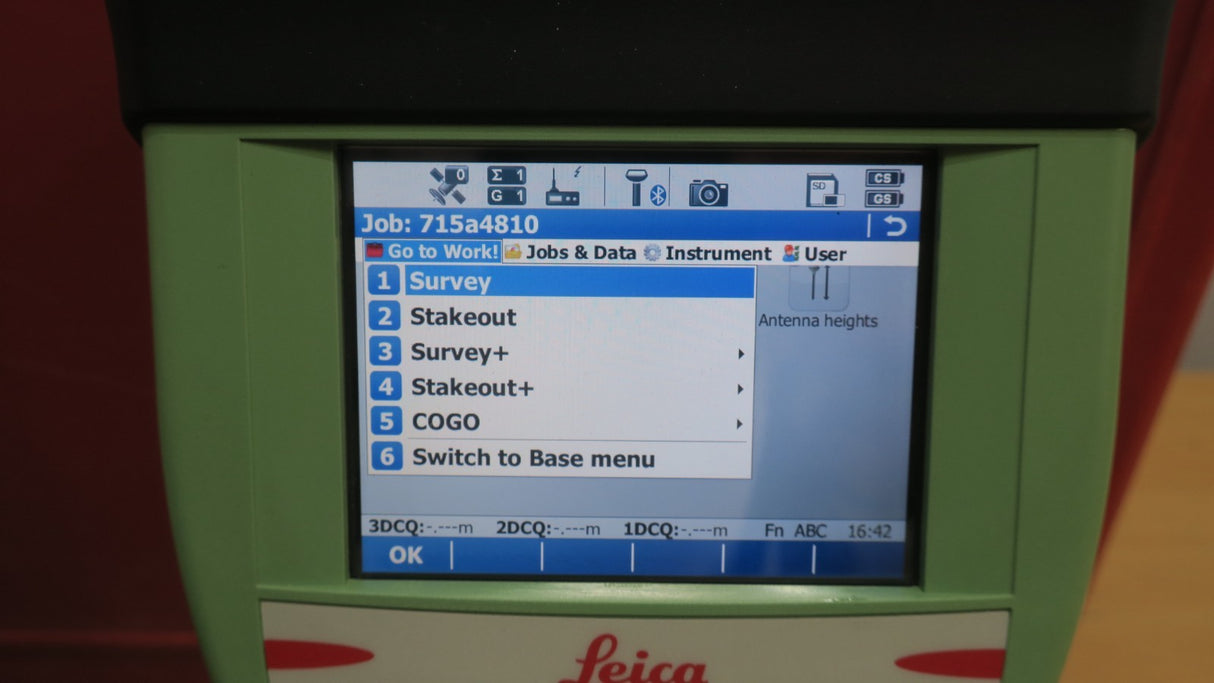 0 Σ 1 CS
G 1 SD GS
Job: 715a4810
Go to Work! Jobs & Data Instrument User
1 Survey
2 Stakeout
Antenna heights
3 Survey+
4 Stakeout+
5 COGO
6 Switch to Base menu
3DCQ:-.---m 2DCQ:-.---m 1DCQ:-.---m Fn ABC 16:42
OK
Leica